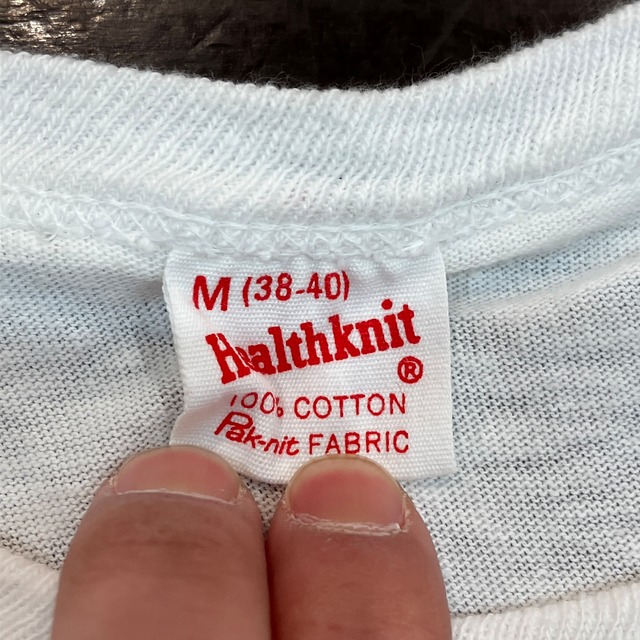 M (38-40)
Healthknit
®
100% COTTON
Pak-nit FABRIC